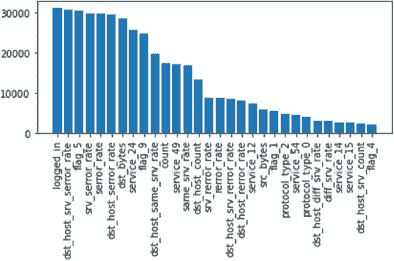 30000
20000
10000
0
logged_in
dst_host_srv_serror_rate
flag_5
srv_serror_rate
serror_rate
dst_host_serror_rate
dst_bytes
service_24
flag_9
dst_host_same_srv_rate
count
service_49
same_srv_rate
dst_host_count
srv_rerror_rate
rerror_rate
dst_host_srv_rerror_rate
dst_host_rerror_rate
service_12
src_bytes
flag_1
protocol_type_2
service_54
protocol_type_0
dst_host_diff_srv_rate
diff_srv_rate
service_14
service_15
dst_host_srv_count
flag_4